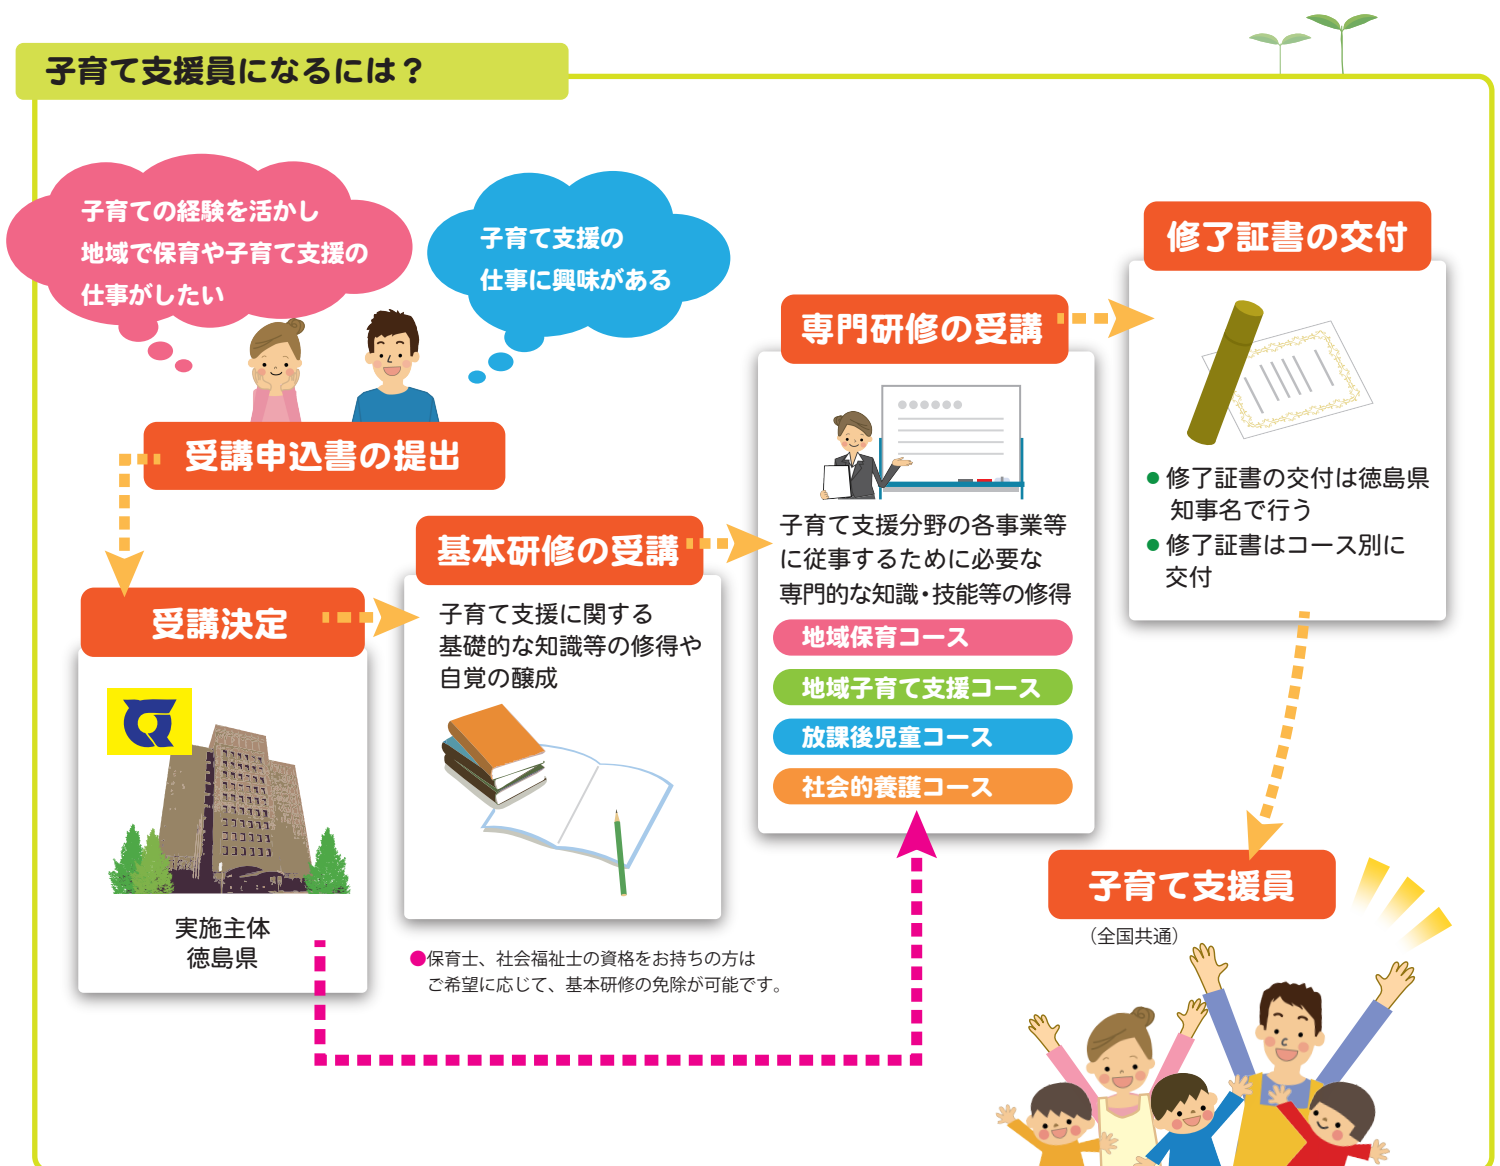 子育て支援員になるには？
子育ての経験を活かし
地域で保育や子育て支援の
仕事がしたい
子育て支援の
仕事に興味がある
受講申込書の提出
受講決定
実施主体
徳島県
基本研修の受講
子育て支援に関する
基礎的な知識等の修得や
自覚の醸成
●保育士、社会福祉士の資格をお持ちの方は
ご希望に応じて、基本研修の免除が可能です。
専門研修の受講
子育て支援分野の各事業等
に従事するために必要な
専門的な知識・技能等の修得
地域保育コース
地域子育て支援コース
放課後児童コース
社会的養護コース
修了証書の交付
● 修了証書の交付は徳島県
知事名で行う
● 修了証書はコース別に
交付
子育て支援員
（全国共通）